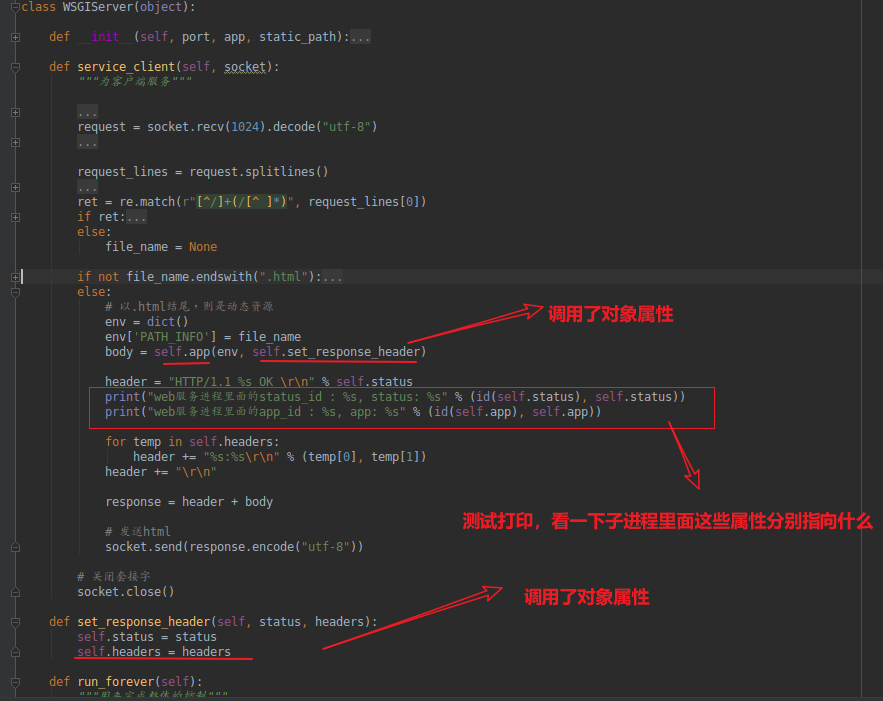 class WSGIServer(object):
def __init__(self, port, app, static_path):...
def service_client(self, socket):
"""为客户端服务"""
...
request = socket.recv(1024).decode("utf-8")
...
request_lines = request.splitlines()
...
ret = re.match(r"[^/]+(/[^ ]*)", request_lines[0])
if ret:...
else:
file_name = None
if not file_name.endswith(".html"):...
else:
# 以.html结尾，则是动态资源
env = dict()
env['PATH_INFO'] = file_name
body = self.app(env, self.set_response_header)
调用了对象属性
header = "HTTP/1.1 %s OK \r\n" % self.status
print("web服务进程里面的status_id : %s, status: %s" % (id(self.status), self.status))
print("web服务进程里面的app_id : %s, app: %s" % (id(self.app), self.app))
for temp in self.headers:
header += "%s:%s\r\n" % (temp[0], temp[1])
header += "\r\n"
response = header + body
测试打印，看一下子进程里面这些属性分别指向什么
# 发送html
socket.send(response.encode("utf-8"))
# 关闭套接字
socket.close()
调用了对象属性
def set_response_header(self, status, headers):
self.status = status
self.headers = headers
def run_forever(self):
"""用来完成整体的控制"""